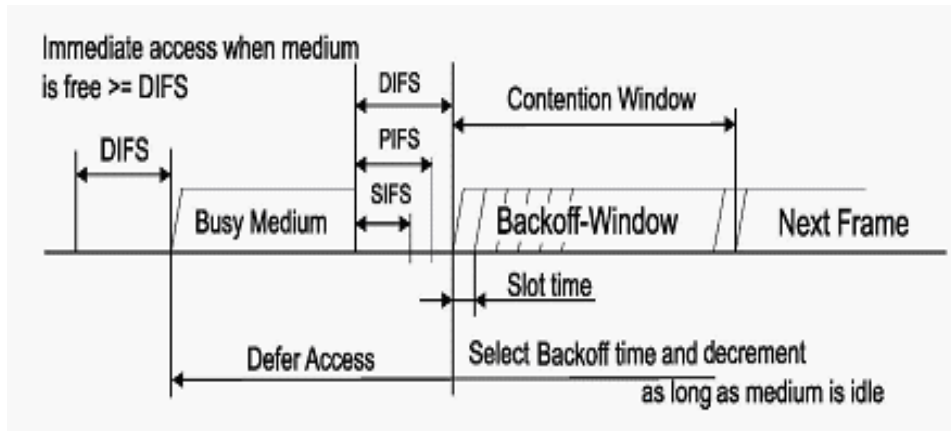 Immediate access when medium
is free >= DIFS
DIFS
DIFS
PIFS
SIFS
Contention Window
Busy Medium
Backoff-Window
Next Frame
Slot time
Defer Access
Select Backoff time and decrement
as long as medium is idle